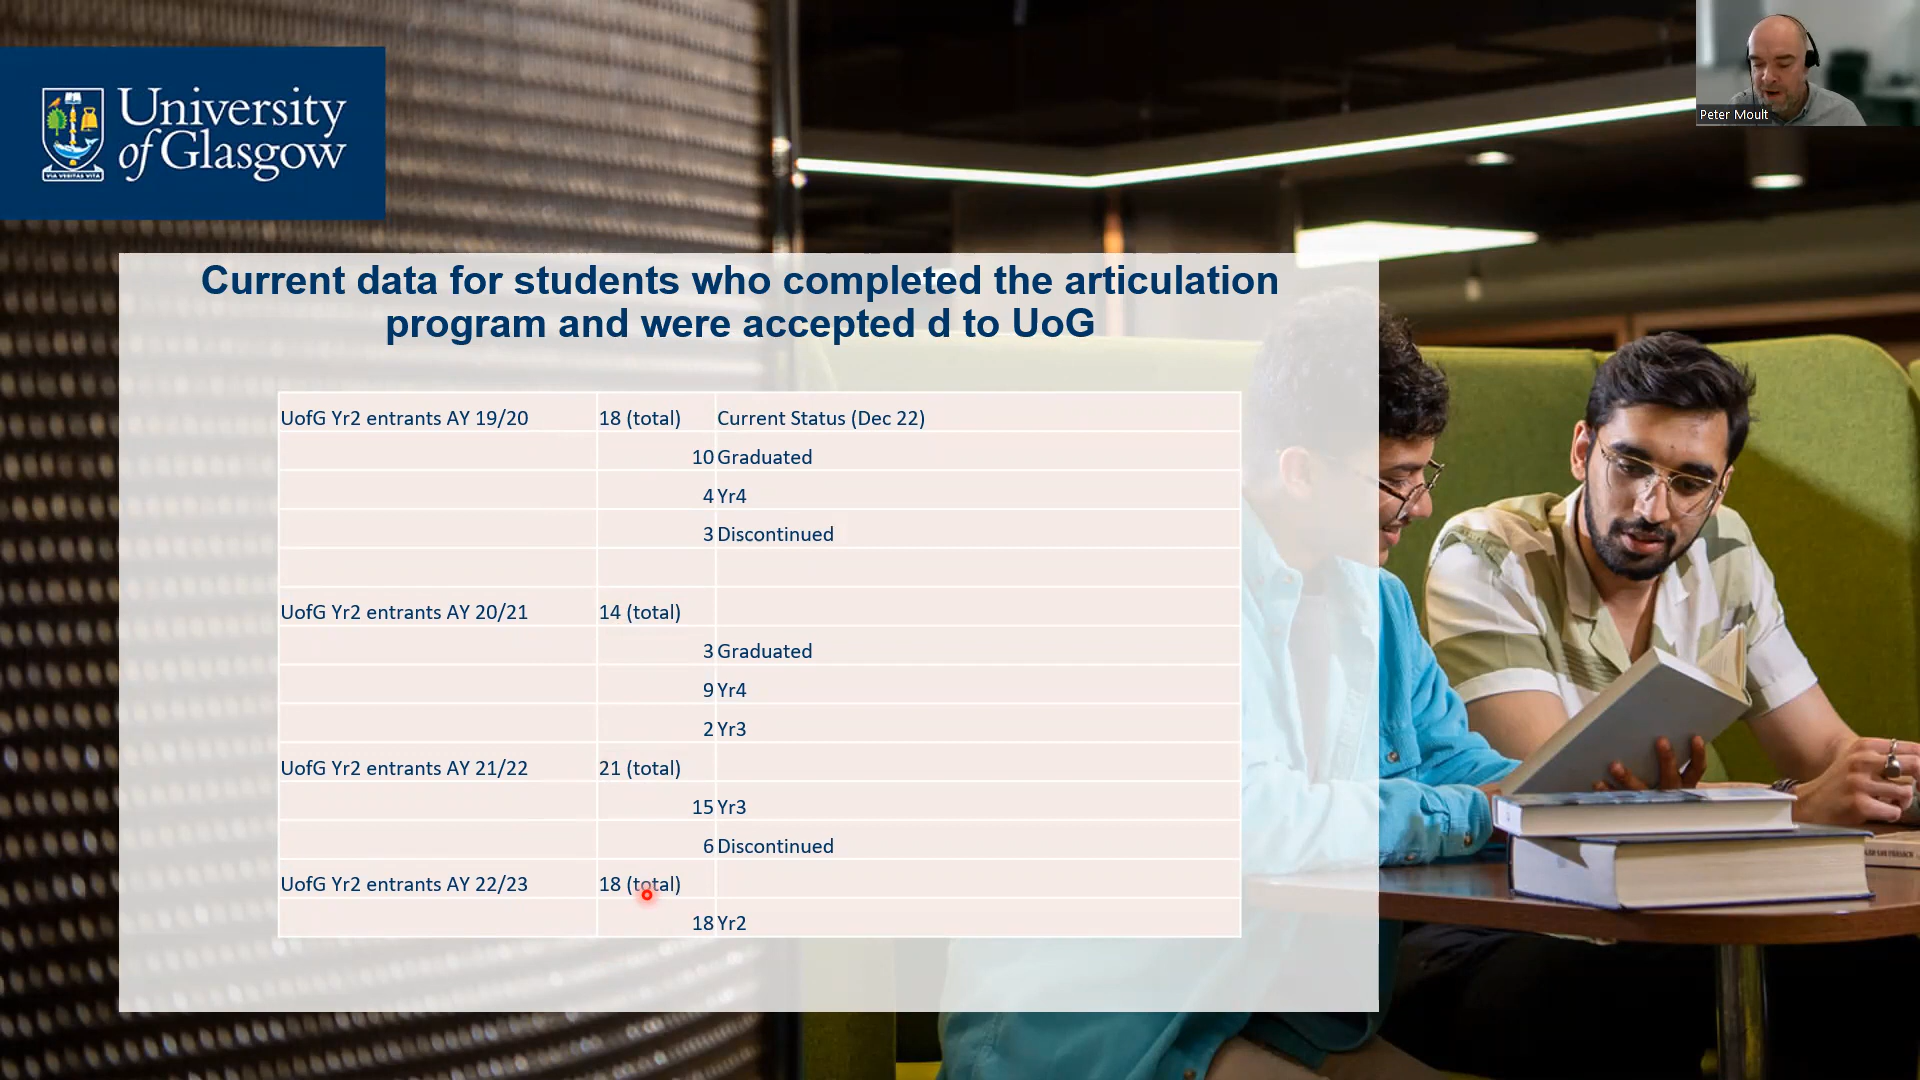 University
of Glasgow
VIA VERITAS VITA
Peter Moult
Current data for students who completed the articulation
program and were accepted d to UoG
UofG Yr2 entrants AY 19/20 18 (total) Current Status (Dec 22)
10 Graduated
4 Yr4
3 Discontinued
UofG Yr2 entrants AY 20/21 14 (total)
3 Graduated
9 Yr4
2 Yr3
UofG Yr2 entrants AY 21/22 21 (total)
15 Yr3
6 Discontinued
UofG Yr2 entrants AY 22/23 18 (total)
18 Yr2